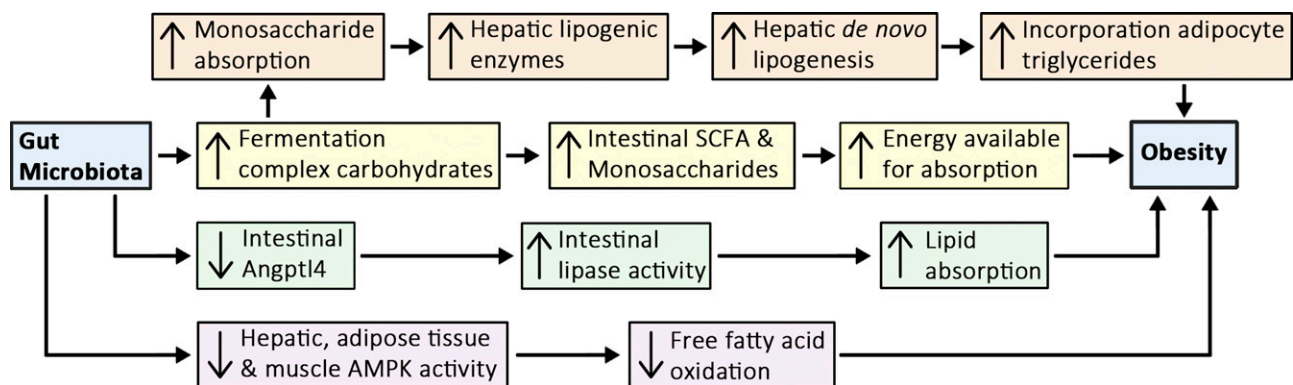 Monosaccharide
absorption
Hepatic lipogenic
enzymes
Hepatic de novo
lipogenesis
Incorporation adipocyte
triglycerides
Gut
Microbiota
Fermentation
complex carbohydrates
Intestinal SCFA &
Monosaccharides
Energy available
for absorption
Obesity
Intestinal
Angptl4
Intestinal
lipase activity
Lipid
absorption
Hepatic, adipose tissue
& muscle AMPK activity
Free fatty acid
oxidation